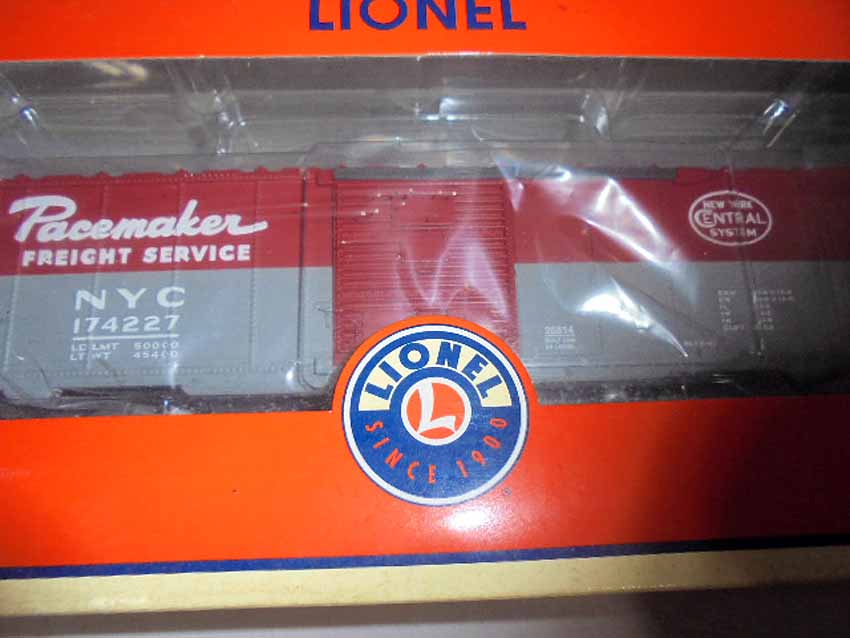 LIONEL
Pacemaker
FREIGHT SERVICE
NYC
174227
LD LMT 50000
LT WT 45400
NEW YORK
CENTRAL
SYSTEM
26814
LIONEL
L
SINCE 1900